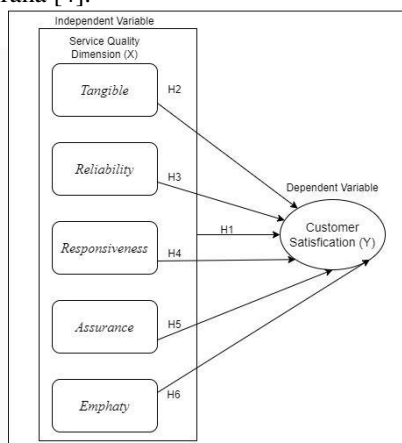 [4].
Independent Variable
Service Quality
Dimension (X)
Tangible
H2
Reliability
H3
Dependent Variable
H1
Customer
Satisfication (Y)
Responsiveness
H4
Assurance
H5
Emphaty
H6